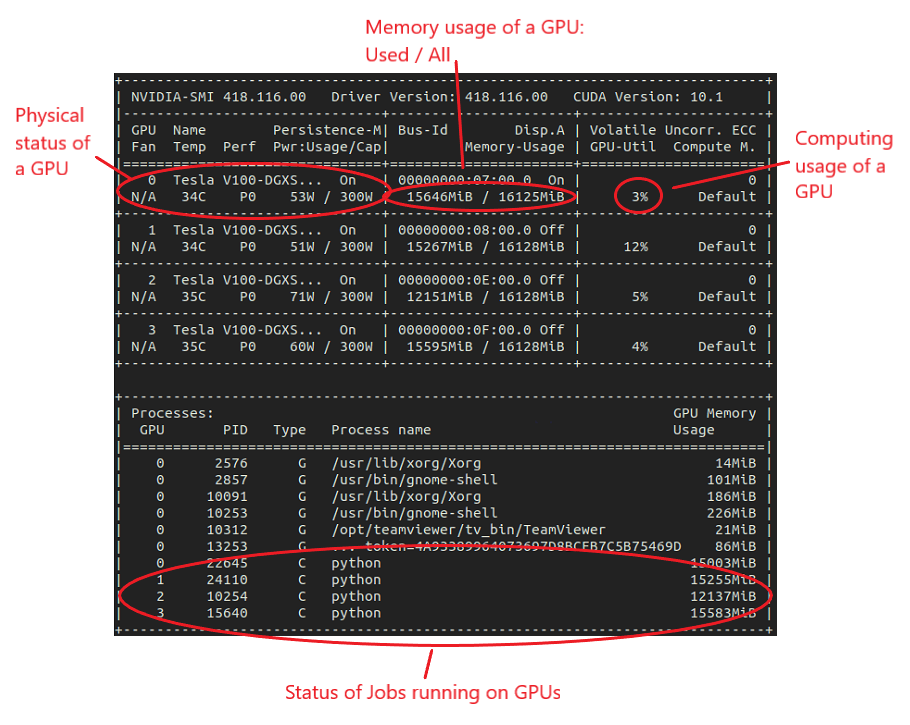 Memory usage of a GPU:
Used / All
Physical
status of
a GPU
Computing
usage of a
GPU
NVIDIA-SMI 418.116.00 Driver Version: 418.116.00 CUDA Version: 10.1
GPU Name Persistence-M| Bus-Id Disp.A | Volatile Uncorr. ECC
Fan Temp Perf Pwr:Usage/Cap| Memory-Usage | GPU-Util Compute M.
0 Tesla V100-DGXS... On | 00000000:07:00.0 On | 0
N/A 34C P0 53W / 300W | 15646MiB / 16125MiB | 3% Default
1 Tesla V100-DGXS... On | 00000000:08:00.0 Off | 0
N/A 34C P0 51W / 300W | 15267MiB / 16128MiB | 12% Default
2 Tesla V100-DGXS... On | 00000000:0E:00.0 Off | 0
N/A 35C P0 71W / 300W | 12151MiB / 16128MiB | 5% Default
3 Tesla V100-DGXS... On | 00000000:0F:00.0 Off | 0
N/A 35C P0 60W / 300W | 15595MiB / 16128MiB | 4% Default
Processes: GPU Memory
GPU PID Type Process name Usage
0 2576 G /usr/lib/xorg/Xorg 14MiB
0 2857 G /usr/bin/gnome-shell 101MiB
0 10091 G /usr/lib/xorg/Xorg 186MiB
0 10253 G /usr/bin/gnome-shell 226MiB
0 10312 G /opt/teamviewer/tv_bin/TeamViewer 21MiB
0 13253 G 86MiB
0 22645 C python 15003MiB
1 24110 C python 15255MiB
2 10254 C python 12137MiB
3 15640 C python 15583MiB
Status of Jobs running on GPUs